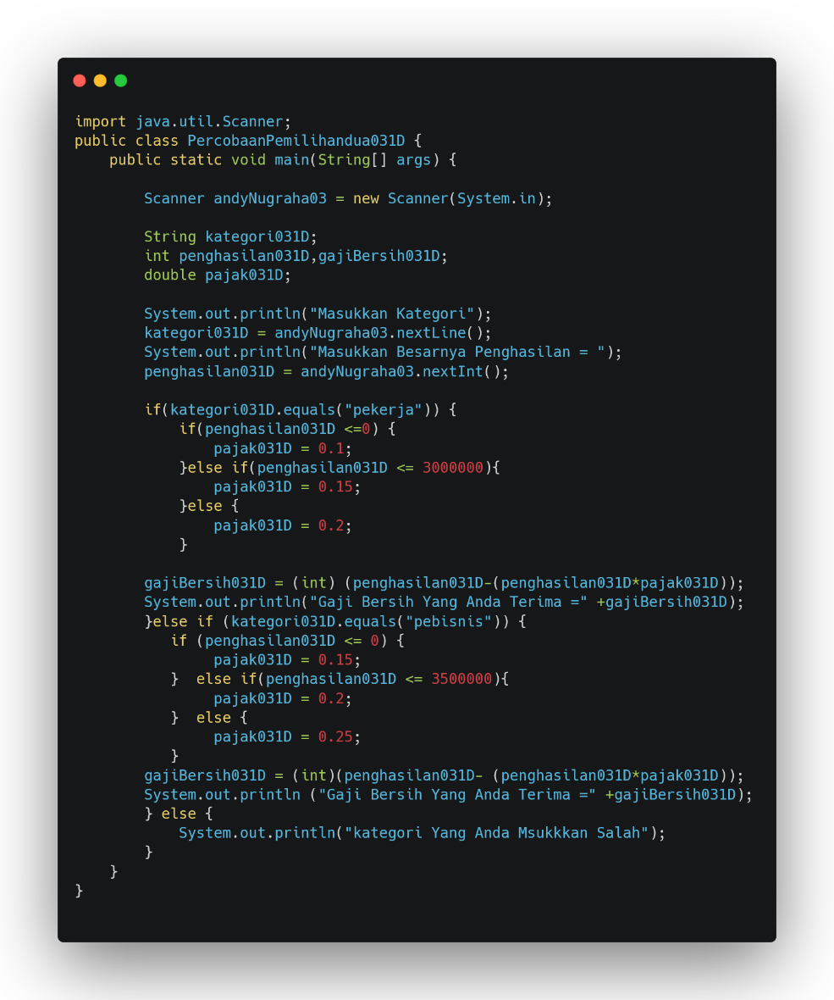 import java.util.Scanner;
public class PercobaanPemilihandua031D {
    public static void main(String[] args) {

        Scanner andyNugraha03 = new Scanner(System.in);

        String kategori031D;
        int penghasilan031D,gajiBersih031D;
        double pajak031D;

        System.out.println("Masukkan Kategori");
        kategori031D = andyNugraha03.nextLine();
        System.out.println("Masukkan Besarnya Penghasilan = ");
        penghasilan031D = andyNugraha03.nextInt();

        if(kategori031D.equals("pekerja")) {
            if(penghasilan031D <=0) {
                pajak031D = 0.1;
            }else if(penghasilan031D <= 3000000){
                pajak031D = 0.15;
            }else {
                pajak031D = 0.2;
            }

        gajiBersih031D = (int) (penghasilan031D-(penghasilan031D*pajak031D));
        System.out.println("Gaji Bersih Yang Anda Terima =" +gajiBersih031D);
        }else if (kategori031D.equals("pebisnis")) {
           if (penghasilan031D <= 0) {
                pajak031D = 0.15;
           }  else if(penghasilan031D <= 3500000){
                pajak031D = 0.2;
           }  else {
                pajak031D = 0.25;
           }
        gajiBersih031D = (int)(penghasilan031D- (penghasilan031D*pajak031D));
        System.out.println ("Gaji Bersih Yang Anda Terima =" +gajiBersih031D);
        } else {
            System.out.println("kategori Yang Anda Msukkkan Salah");
        }
    }
}